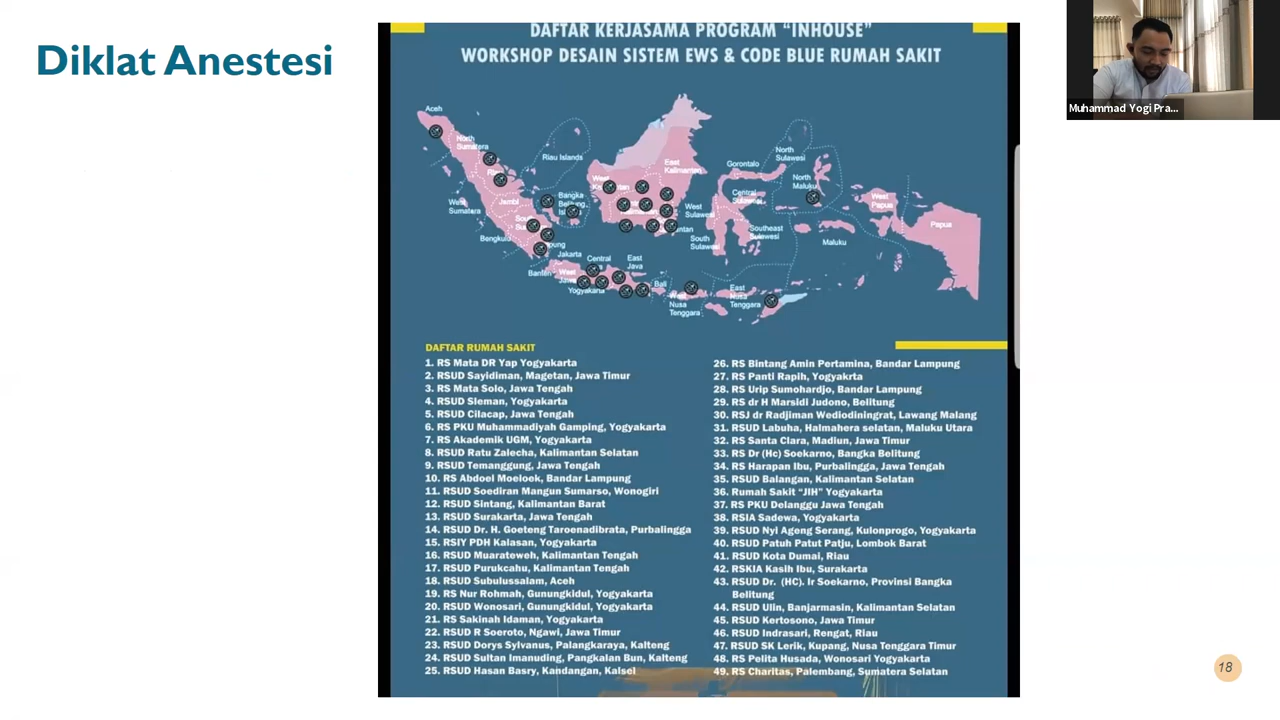 Diklat Anestesi
DAFTAR KERJASAMA PROGRAM “INHOUSE”
WORKSHOP DESAIN SISTEM EWS & CODE BLUE RUMAH SAKIT
Muhammad Yogi Pra...
Aceh
North
Sumatera
Riau Islands
West
Sumatera
Jambi
Bengkulu
Bangka
Jakarta
Banten
West
Jawa
Central
Yogyakarta
East
Java
Bali
West
Nusa
Tenggara
East
Nusa
Tenggara
West
East
Kalimantan
Gorontalo
North
Sulawesi
Central
Sulawesi
West
Sulawesi
South
Sulawesi
Southeast
Sulawesi
North
Maluku
Maluku
West
Papua
Papua
DAFTAR RUMAH SAKIT
1. RS Mata DR Yap Yogyakarta
2. RSUD Sayidiman, Magetan, Jawa Timur
3. RS Mata Solo, Jawa Tengah
4. RSUD Sleman, Yogyakarta
5. RSUD Cilacap, Jawa Tengah
6. RS PKU Muhammadiyah Gamping, Yogyakarta
7. RS Akademik UGM, Yogyakarta
8. RSUD Ratu Zalecha, Kalimantan Selatan
9. RSUD Temanggung, Jawa Tengah
10. RS Abdoel Moeloek, Bandar Lampung
11. RSUD Soediran Mangun Sumarso, Wonogiri
12. RSUD Sintang, Kalimantan Barat
13. RSUD Surakarta, Jawa Tengah
14. RSUD Dr. H. Goeteng Taroenadibrata, Purbalingga
15. RSIY PDH Kalasan, Yogyakarta
16. RSUD Muarateweh, Kalimantan Tengah
17. RSUD Purukcahu, Kalimantan Tengah
18. RSUD Subulussalam, Aceh
19. RS Nur Rohmah, Gunungkidul, Yogyakarta
20. RSUD Wonosari, Gunungkidul, Yogyakarta
21. RS Sakinah Idaman, Yogyakarta
22. RSUD R Soeroto, Ngawi, Jawa Timur
23. RSUD Dorys Sylvanus, Palangkaraya, Kalteng
24. RSUD Sultan Imanuding, Pangkalan Bun, Kalteng
25. RSUD Hasan Basry, Kandangan, Kalsel
26. RS Bintang Amin Pertamina, Bandar Lampung
27. RS Panti Rapih, Yogyakrta
28. RS Urip Sumohardjo, Bandar Lampung
29. RS dr H Marsidi Judono, Belitung
30. RSJ dr Radjiman Wediodiningrat, Lawang Malang
31. RSUD Labuha, Halmahera selatan, Maluku Utara
32. RS Santa Clara, Madiun, Jawa Timur
33. RS Dr (Hc) Soekarno, Bangka Belitung
34. RS Harapan Ibu, Purbalingga, Jawa Tengah
35. RSUD Balangan, Kalimantan Selatan
36. Rumah Sakit “JIH” Yogyakarta
37. RS PKU Delanggu Jawa Tengah
38. RSIA Sadewa, Yogyakarta
39. RSUD Nyi Ageng Serang, Kulonprogo, Yogyakarta
40. RSUD Patuh Patut Patju, Lombok Barat
41. RSUD Kota Dumai, Riau
42. RSKIA Kasih Ibu, Surakarta
43. RSUD Dr. (HC). Ir Soekarno, Provinsi Bangka
Belitung
44. RSUD Ulin, Banjarmasin, Kalimantan Selatan
45. RSUD Kertosono, Jawa Timur
46. RSUD Indrasari, Rengat, Riau
47. RSUD SK Lerik, Kupang, Nusa Tenggara Timur
48. RS Pelita Husada, Wonosari Yogyakarta
49. RS Charitas, Palembang, Sumatera Selatan
18